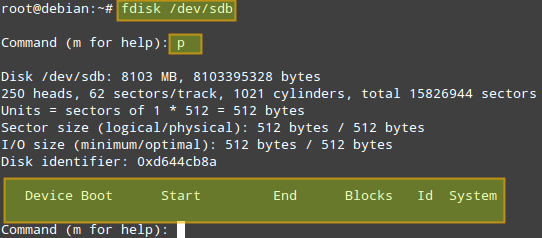 root@debian:~# fdisk /dev/sdb
Command (m for help): p
Disk /dev/sdb: 8103 MB, 8103395328 bytes
250 heads, 62 sectors/track, 1021 cylinders, total 15826944 sectors
Units = sectors of 1 * 512 = 512 bytes
Sector size (logical/physical): 512 bytes / 512 bytes
I/O size (minimum/optimal): 512 bytes / 512 bytes
Disk identifier: 0xd644cb8a
Device Boot Start End Blocks Id System
Command (m for help):